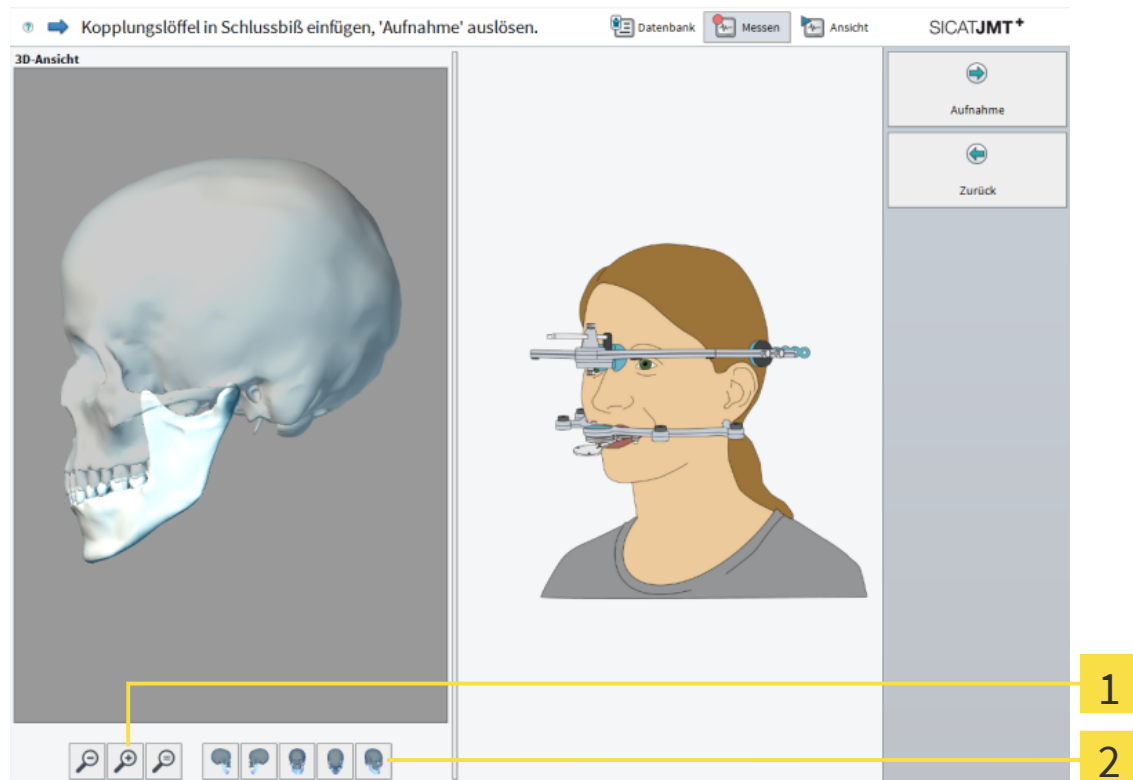 Kopplungslöffel in Schlussbiß einfügen, 'Aufnahme' auslösen.
Datenbank
Messen
Ansicht
SICATJMT+
3D-Ansicht
Aufnahme
Zurück
1
2